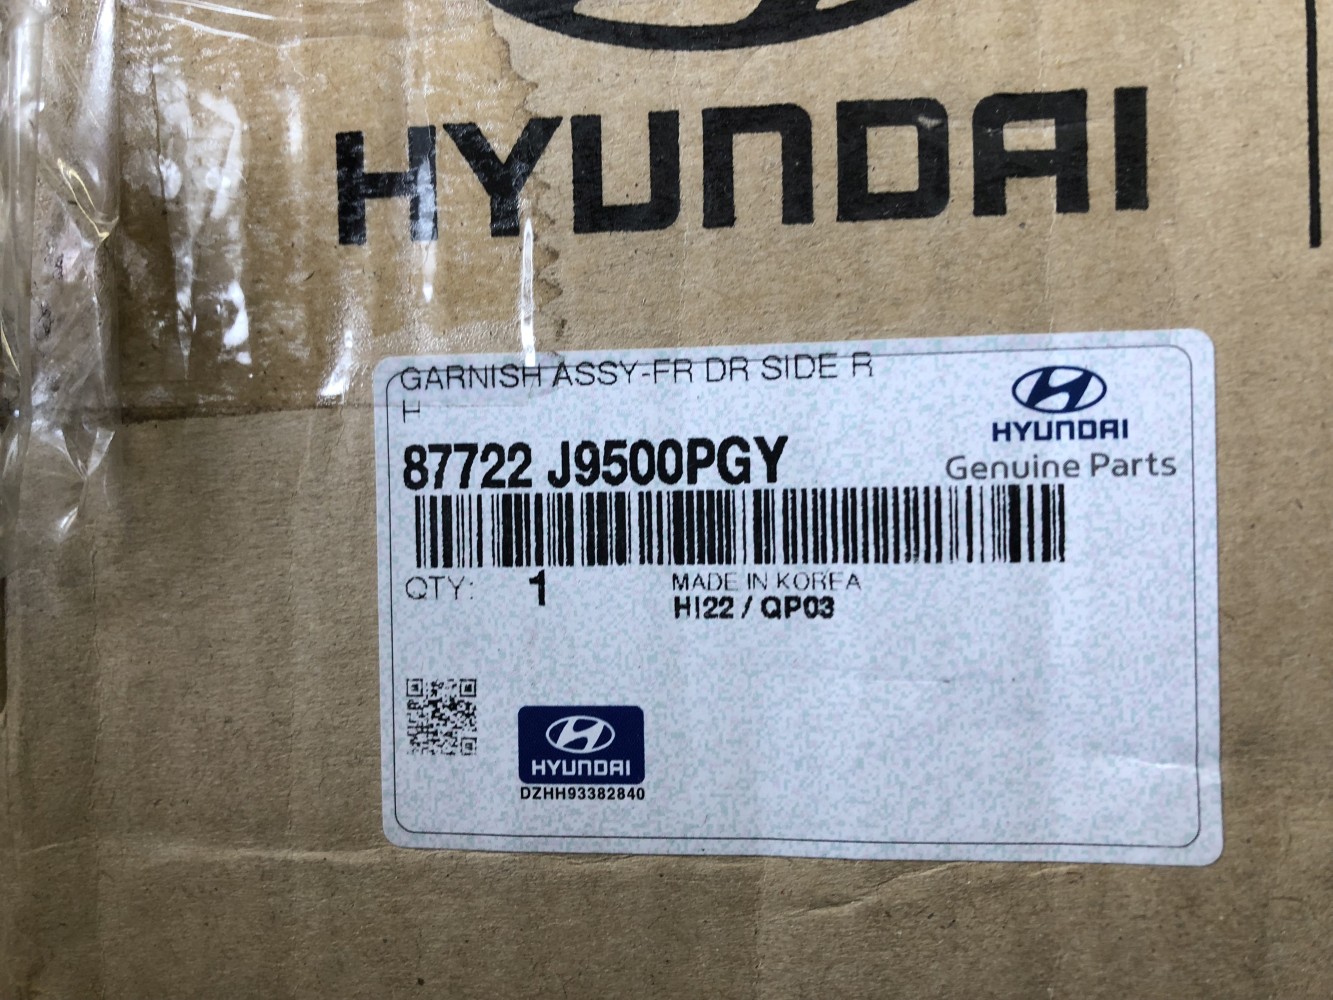 HYUNDAI
GARNISH ASSY-FR DR SIDE R
H
HYUNDAI
Genuine Parts
87722 J9500PGY
QTY: 1
MADE IN KOREA
HI22 / QP03
HYUNDAI
DZHH93382840